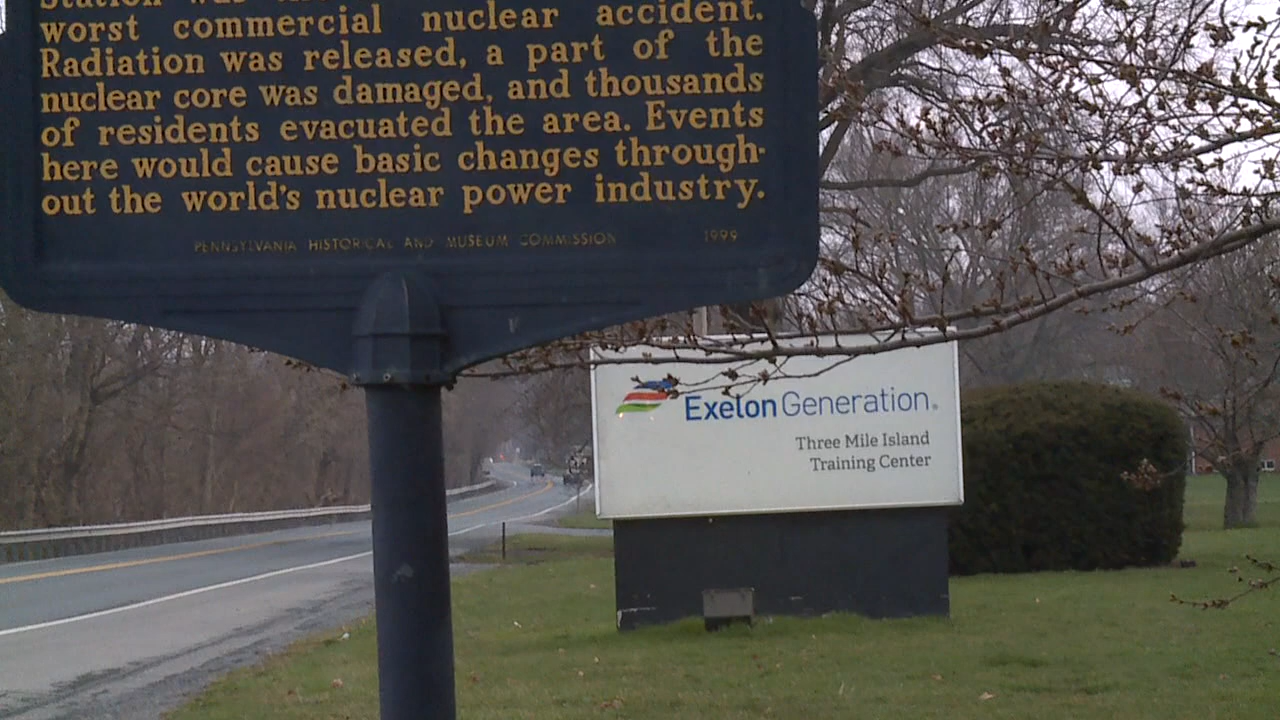 Station was
worst commercial nuclear accident.
Radiation was released, a part of the
nuclear core was damaged, and thousands
of residents evacuated the area. Events
here would cause basic changes through-
out the world's nuclear power industry.
PENNSYLVANIA HISTORICAL AND MUSEUM COMMISSION 1999
Exelon Generation.
Three Mile Island
Training Center